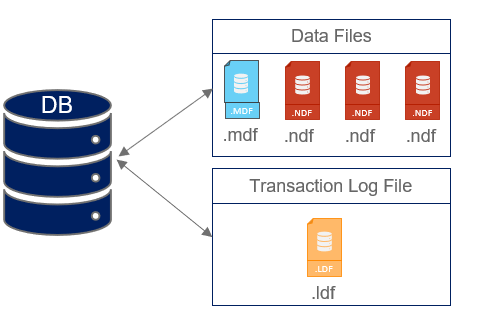 DB
Data Files
.MDF .NDF .NDF .NDF
.mdf .ndf .ndf .ndf
Transaction Log File
.LDF
.ldf